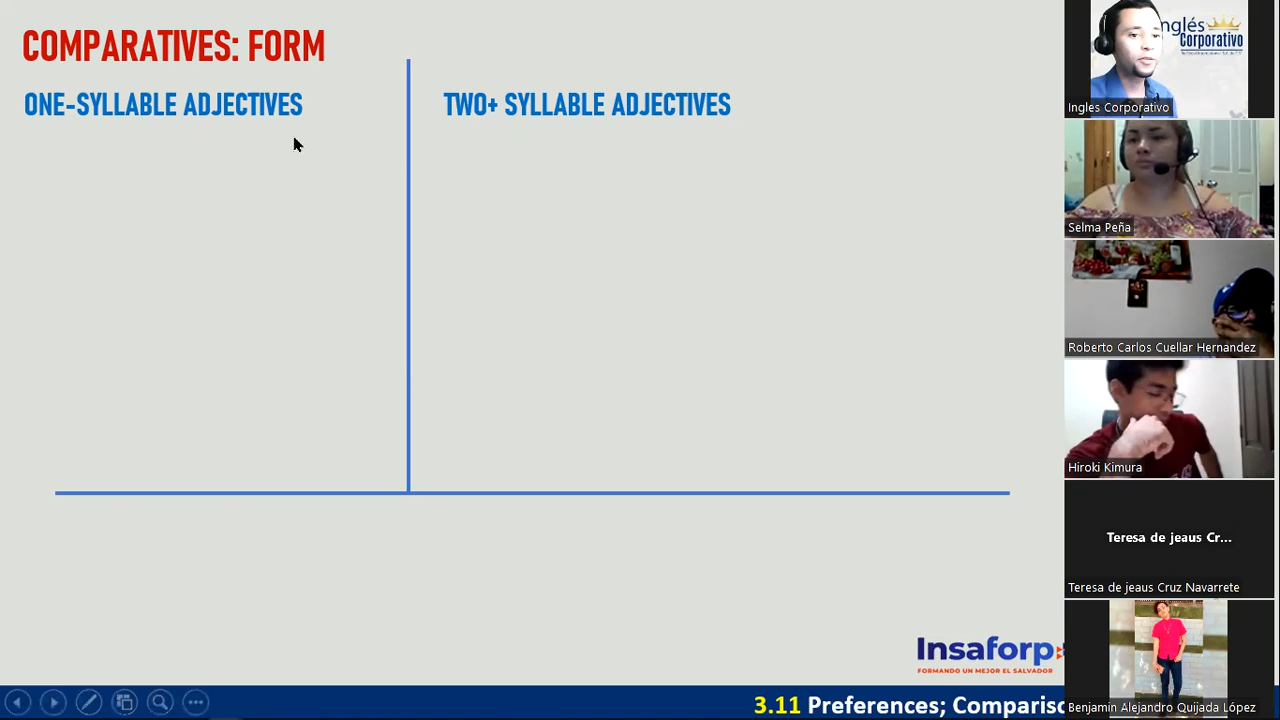 COMPARATIVES: FORM
ONE-SYLLABLE ADJECTIVES
TWO+ SYLLABLE ADJECTIVES
Insaforp
FORMANDO UN MEJOR EL SALVADOR
3.11 Preferences; Comparisc
Inglés
Corporativo
Ingles Corporativo
Selma Peña
Roberto Carlos Cuellar Hernandez
Hiroki Kimura
Teresa de jeaus Cr...
Teresa de jeaus Cruz Navarrete
Benjamin Alejandro Quijada López